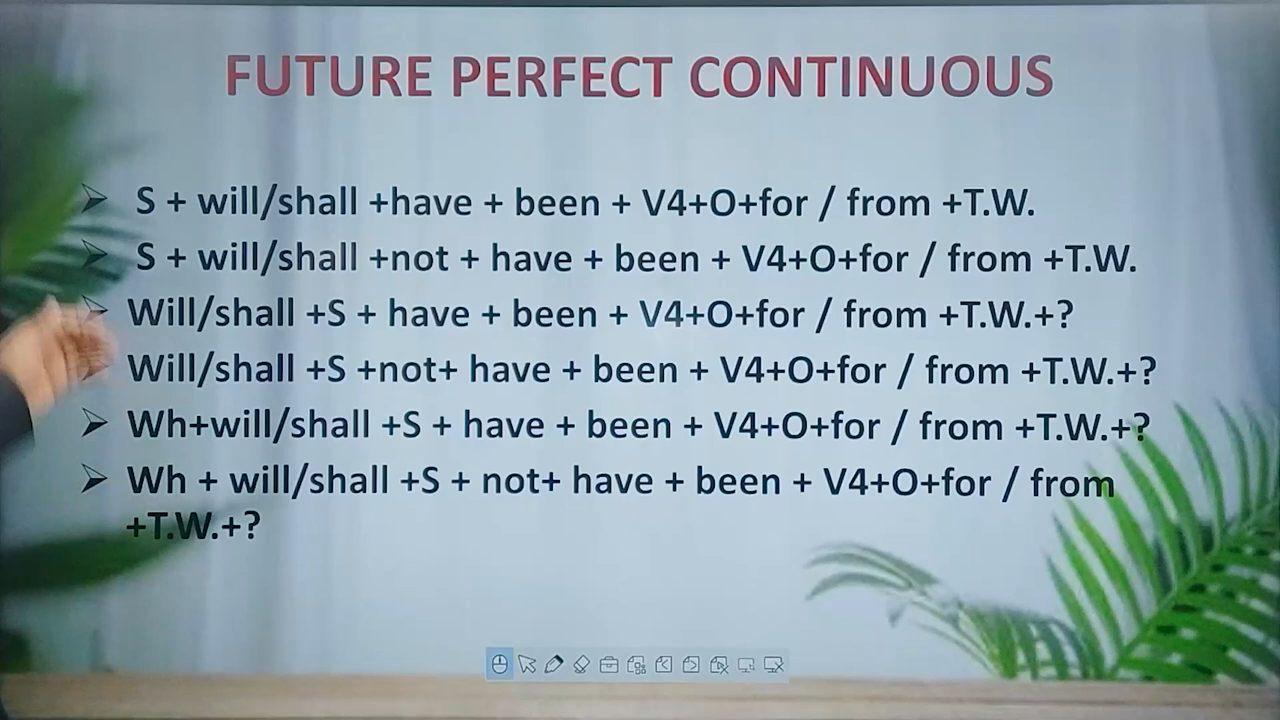 FUTURE PERFECT CONTINUOUS
S + will/shall +have + been + V4+O+for / from +T.W.
S + will/shall +not + have + been + V4+O+for / from +T.W.
Will/shall +S + have + been + V4+O+for / from +T.W.+?
Will/shall +S +not+ have + been + V4+O+for / from +T.W.+?
Wh+will/shall +S + have + been + V4+O+for / from +T.W.+?
Wh + will/shall +S + not+ have + been + V4+O+for / from
+T.W.+?